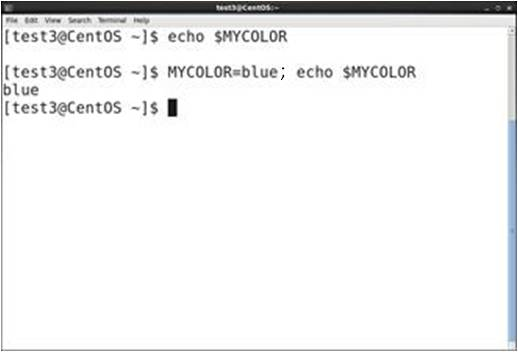 test3@CentOS:~
File Edit View Search Terminal Help
[test3@CentOS ~]$ echo $MYCOLOR
[test3@CentOS ~]$ MYCOLOR=blue; echo $MYCOLOR
blue
[test3@CentOS ~]$